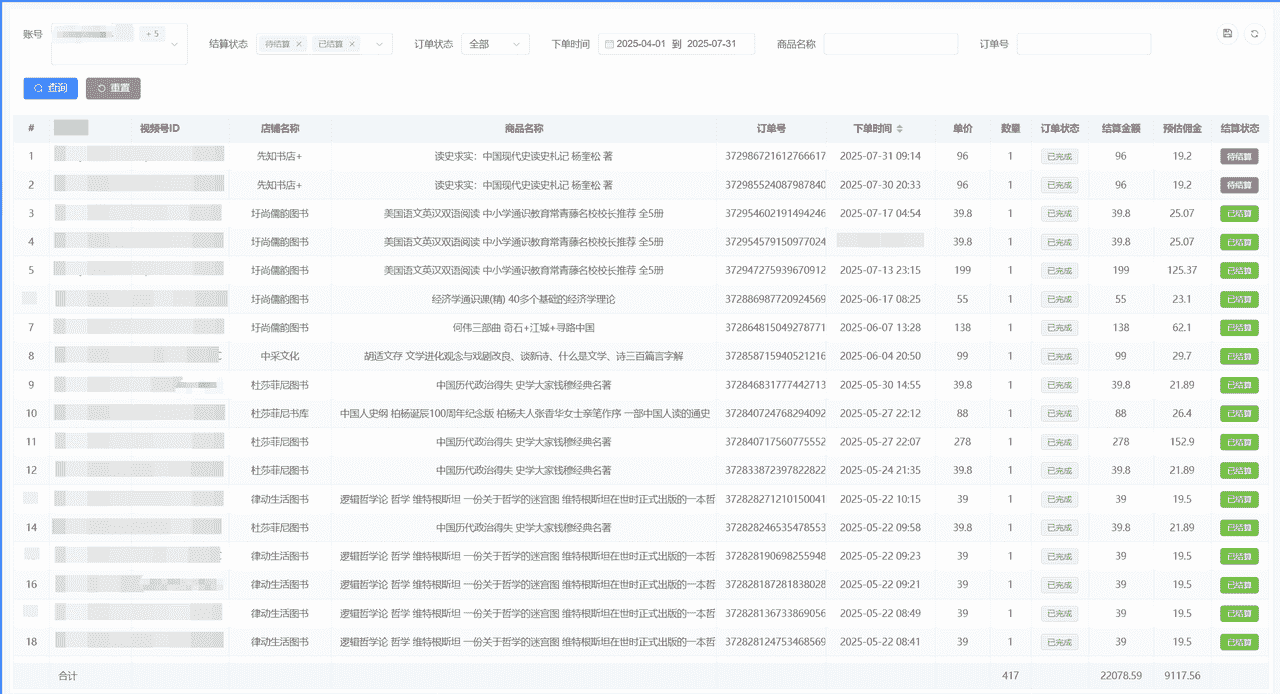 账号 + 5 结算状态 待结算 × 已结算 × 订单状态 全部 下单时间 2025-04-01 到 2025-07-31 商品名称 订单号
查询 重置
# 视频号ID 店铺名称 商品名称 订单号 下单时间 单价 数量 订单状态 结算金额 预估佣金 结算状态
1 先知书店+ 读史求实：中国现代史读史札记 杨奎松 著 372986721612766617 2025-07-31 09:14 96 1 已完成 96 19.2 待结算
2 先知书店+ 读史求实：中国现代史读史札记 杨奎松 著 372985524087987840 2025-07-30 20:33 96 1 已完成 96 19.2 待结算
3 圩尚儒韵图书 美国语文英汉双语阅读 中小学通识教育常青藤名校校长推荐 全5册 372954602191494246 2025-07-17 04:54 39.8 1 已完成 39.8 25.07 已结算
4 圩尚儒韵图书 美国语文英汉双语阅读 中小学通识教育常青藤名校校长推荐 全5册 372954579150977024 39.8 1 已完成 39.8 25.07 已结算
5 圩尚儒韵图书 美国语文英汉双语阅读 中小学通识教育常青藤名校校长推荐 全5册 372947275939670912 2025-07-13 23:15 199 1 已完成 199 125.37 已结算
圩尚儒韵图书 经济学通识课(精) 40多个基础的经济学理论 372886987720924569 2025-06-17 08:25 55 1 已完成 55 23.1 已结算
7 圩尚儒韵图书 何伟三部曲 奇石+江城+寻路中国 372864815049278771 2025-06-07 13:28 138 1 已完成 138 62.1 已结算
8 中采文化 胡适文存 文学进化观念与戏剧改良、谈新诗、什么是文学、诗三百篇言字解 372858715940521216 2025-06-04 20:50 99 1 已完成 99 29.7 已结算
9 杜莎菲尼图书 中国历代政治得失 史学大家钱穆经典名著 372846831777442713 2025-05-30 14:55 39.8 1 已完成 39.8 21.89 已结算
10 杜莎菲尼书库 中国人史纲 柏杨诞辰100周年纪念版 柏杨夫人张香华女士亲笔作序 一部中国人读的通史 372840724768294092 2025-05-27 22:12 88 1 已完成 88 26.4 已结算
11 杜莎菲尼图书 中国历代政治得失 史学大家钱穆经典名著 372840717560775552 2025-05-27 22:07 278 1 已完成 278 152.9 已结算
12 杜莎菲尼图书 中国历代政治得失 史学大家钱穆经典名著 372833872397822822 2025-05-24 21:35 39.8 1 已完成 39.8 21.89 已结算
律动生活图书 逻辑哲学论 哲学 维特根斯坦 一份关于哲学的迷宫图 维特根斯坦在世时正式出版的一本哲 372828271210150041 2025-05-22 10:15 39 1 已完成 39 19.5 已结算
14 杜莎菲尼图书 中国历代政治得失 史学大家钱穆经典名著 372828246535478553 2025-05-22 09:58 39.8 1 已完成 39.8 21.89 已结算
律动生活图书 逻辑哲学论 哲学 维特根斯坦 一份关于哲学的迷宫图 维特根斯坦在世时正式出版的一本哲 372828190698255948 2025-05-22 09:23 39 1 已完成 39 19.5 已结算
16 律动生活图书 逻辑哲学论 哲学 维特根斯坦 一份关于哲学的迷宫图 维特根斯坦在世时正式出版的一本哲 372828187281838028 2025-05-22 09:21 39 1 已完成 39 19.5 已结算
律动生活图书 逻辑哲学论 哲学 维特根斯坦 一份关于哲学的迷宫图 维特根斯坦在世时正式出版的一本哲 372828136733869056 2025-05-22 08:49 39 1 已完成 39 19.5 已结算
18 律动生活图书 逻辑哲学论 哲学 维特根斯坦 一份关于哲学的迷宫图 维特根斯坦在世时正式出版的一本哲 372828124753468569 2025-05-22 08:41 39 1 已完成 39 19.5 已结算
合计 417 22078.59 9117.56